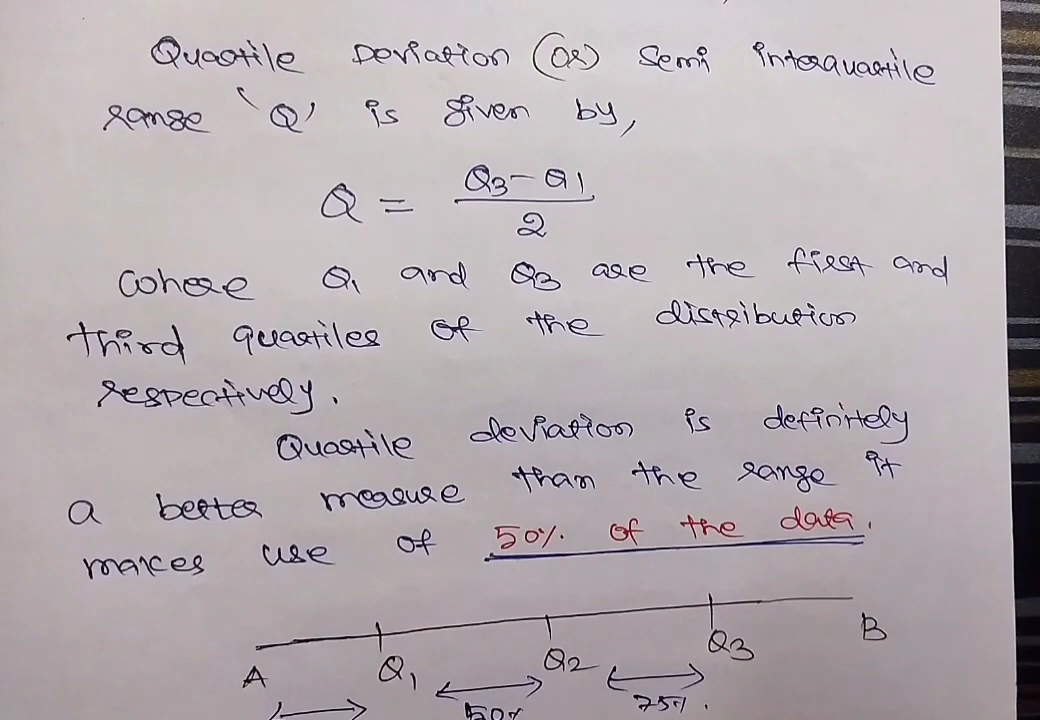 Quartile Deviation (or) semi interquartile
range 'Q' is given by,
Q = Q3 - Q1 / 2
where Q1 and Q3 are the first and
third quartiles of the distribution
respectively.
Quartile deviation is definitely
a better measure than the range it
makes use of 50% of the data.
A Q1 Q2 Q3 B
50% 75%.